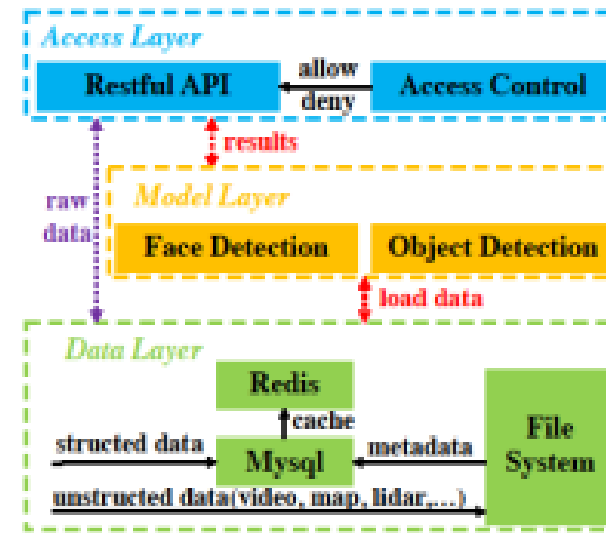 Access Layer
Restful API
allow
deny
Access Control
results
raw
data
Model Layer
Face Detection
Object Detection
load data
Data Layer
Redis
cache
structed data
Mysql
metadata
File
System
unstructed data(video, map, lidar,...)